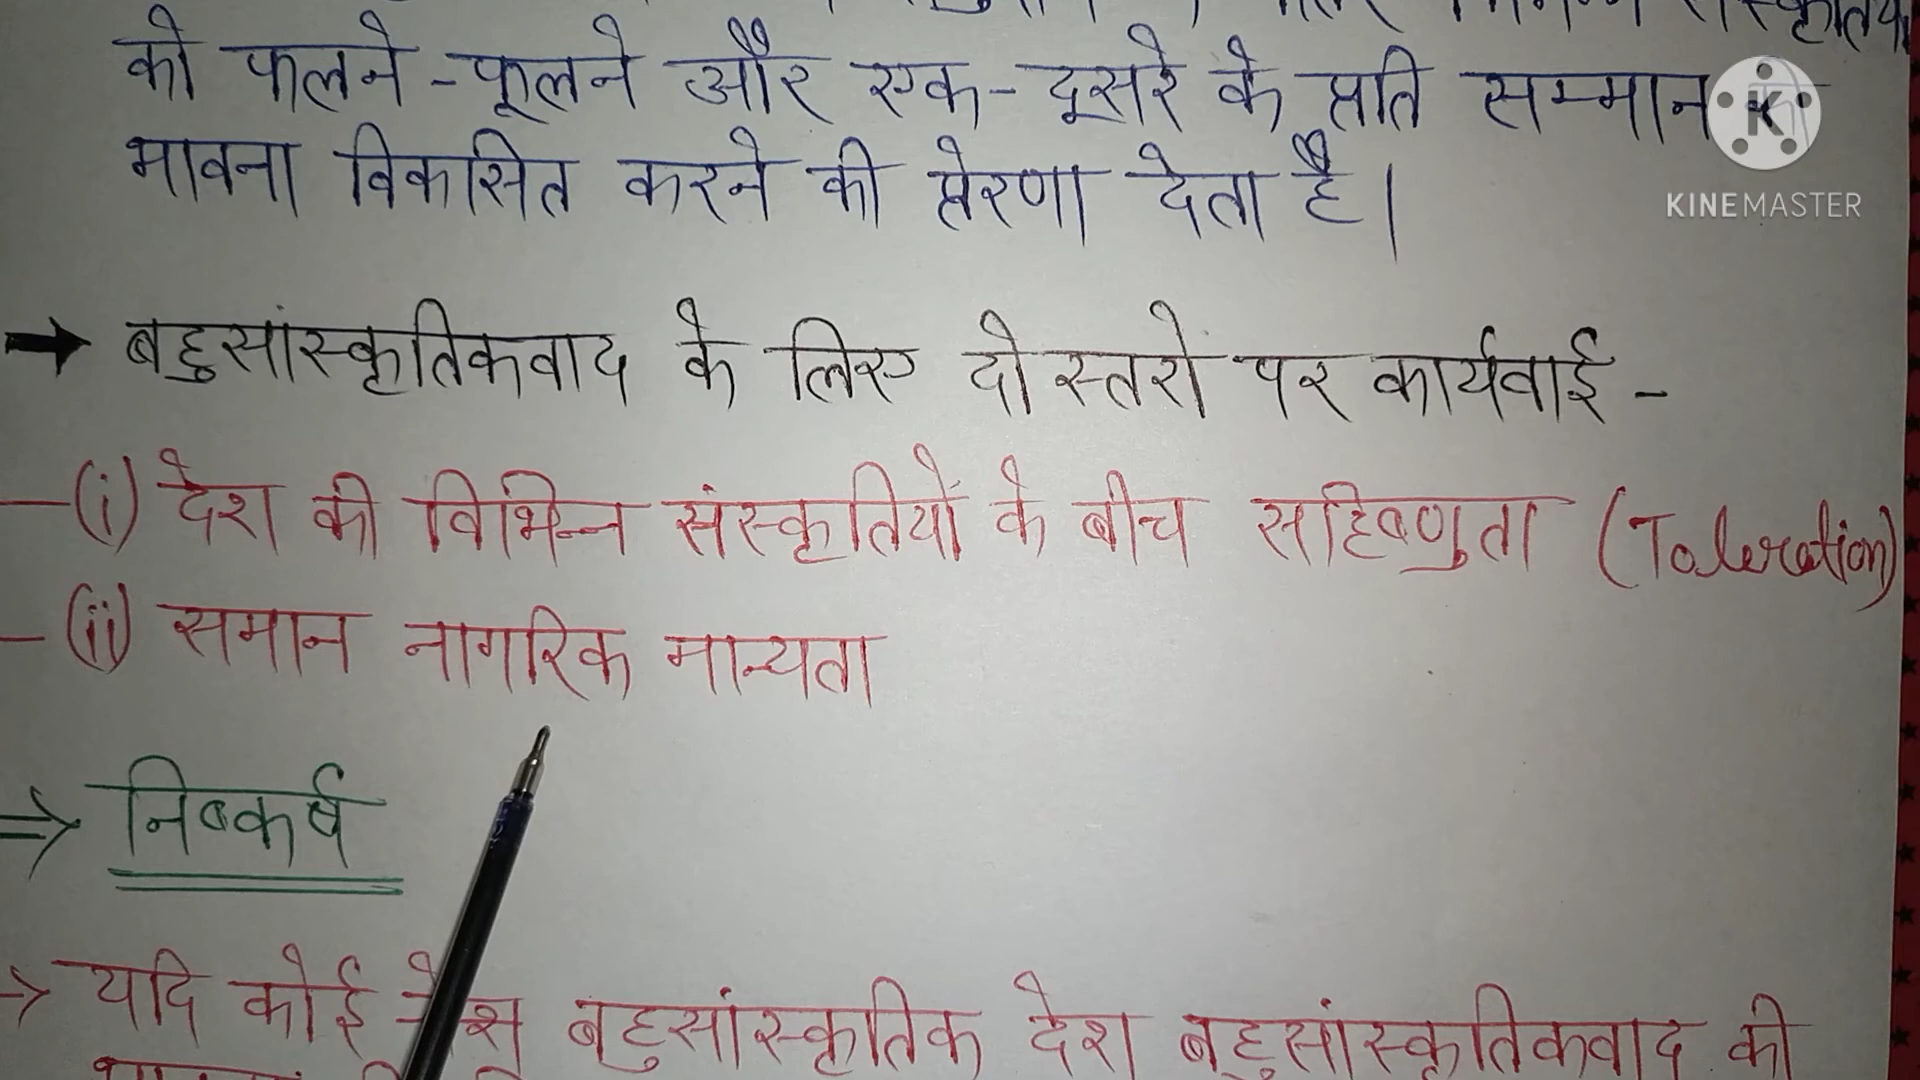 संस्कृतियों
को फलने-फूलने और एक-दूसरे के प्रति सम्मान
भावना विकसित करने की प्रेरणा देता है।
KINEMASTER
→ बहुसांस्कृतिकवाद के लिए दो स्तरों पर कार्यवाई -
- (i) देश की विभिन्न संस्कृतियों के बीच सहिष्णुता (Toleration)
- (ii) समान नागरिक मान्यता
⇒ निष्कर्ष
→ यदि कोई बहुसांस्कृतिक देश बहुसांस्कृतिकवाद की